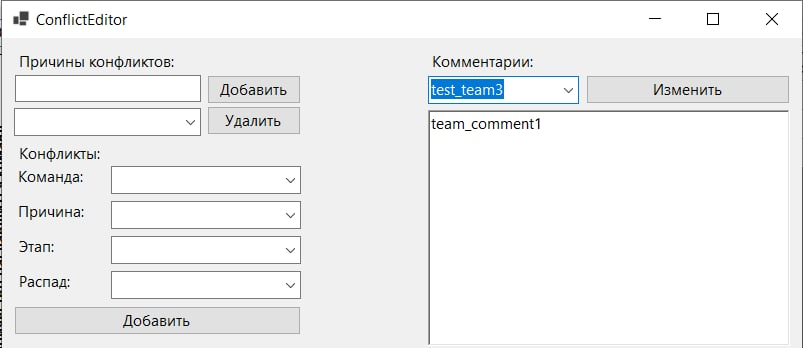 ConflictEditor
Причины конфликтов:
Добавить
Удалить
Конфликты:
Команда:
Причина:
Этап:
Распад:
Добавить
Комментарии:
test_team3
Изменить
team_comment1